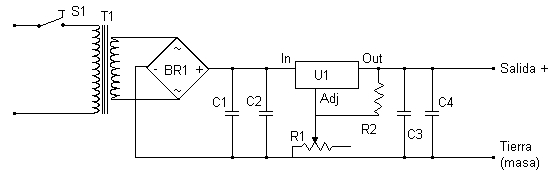 S1
T1
~
- BR1 +
~
In
Out
U1
Adj
C1
C2
R1
R2
C3
C4
Salida +
Tierra
(masa)